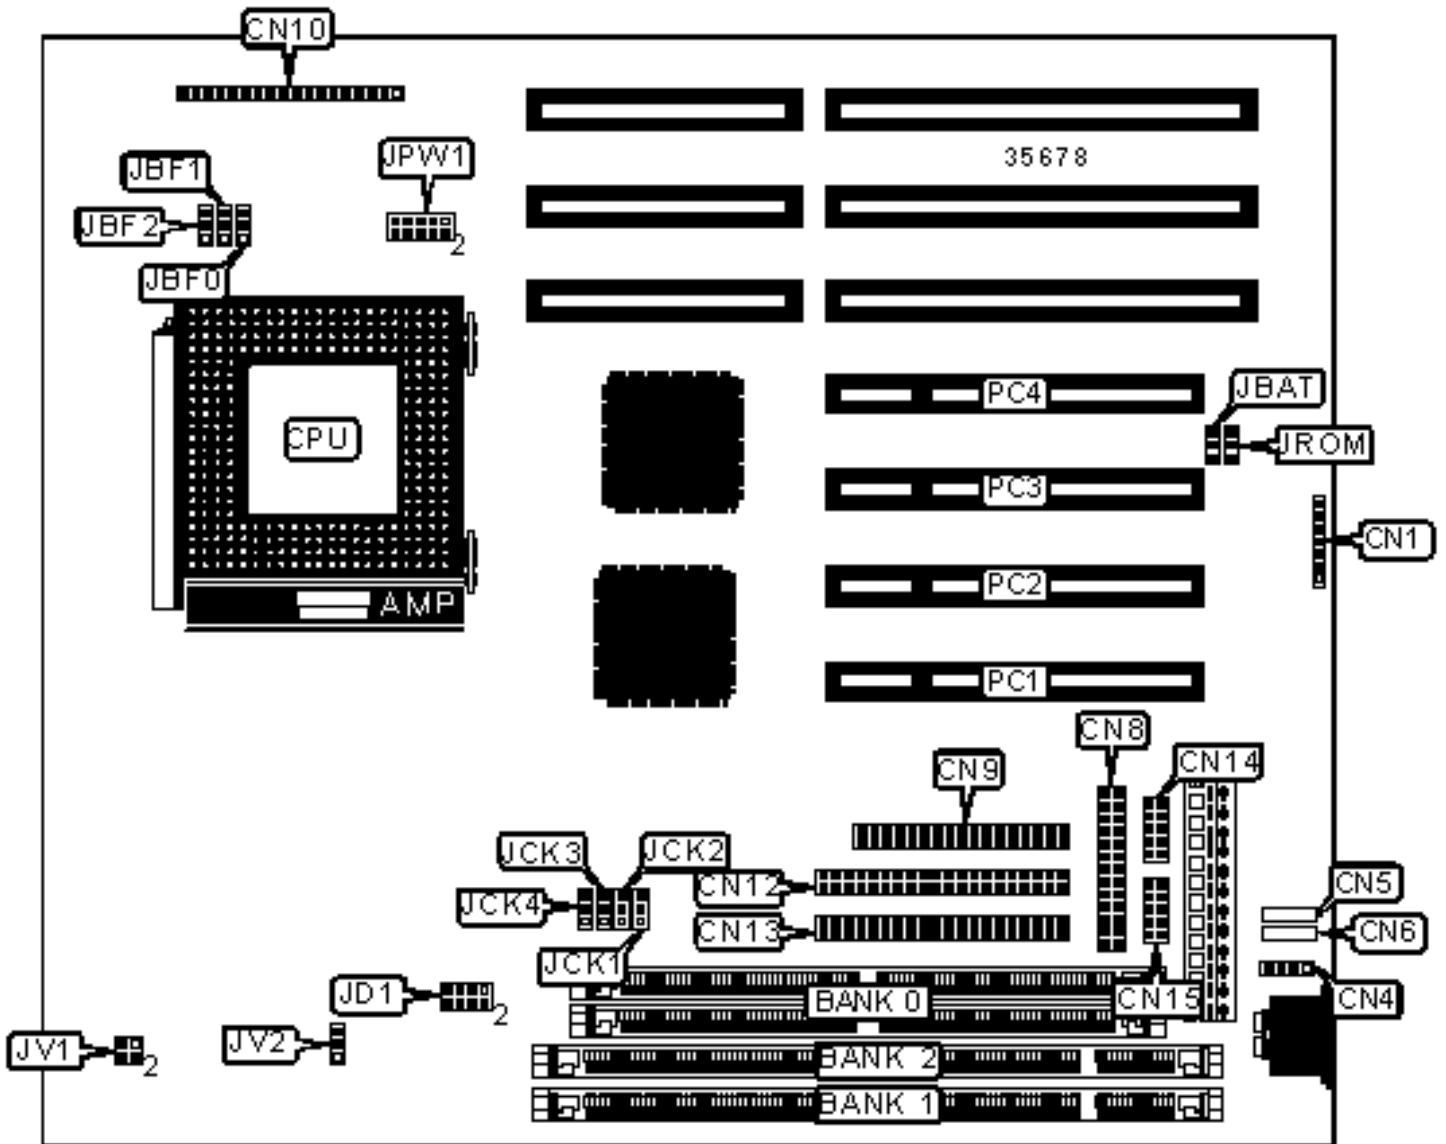 CN10
JBF1
JPW1
35678
JBF2
2
JBF0
PC4
JBAT
CPU
JROM
PC3
CN1
PC2
AMP
PC1
CN8
CN14
CN9
JCK3
JCK2
CN12
CN5
JCK4
CN13
CN6
JCK1
JD1
2
BANK 0
CN15
CN4
JV1
2
JV2
BANK 2
BANK 1